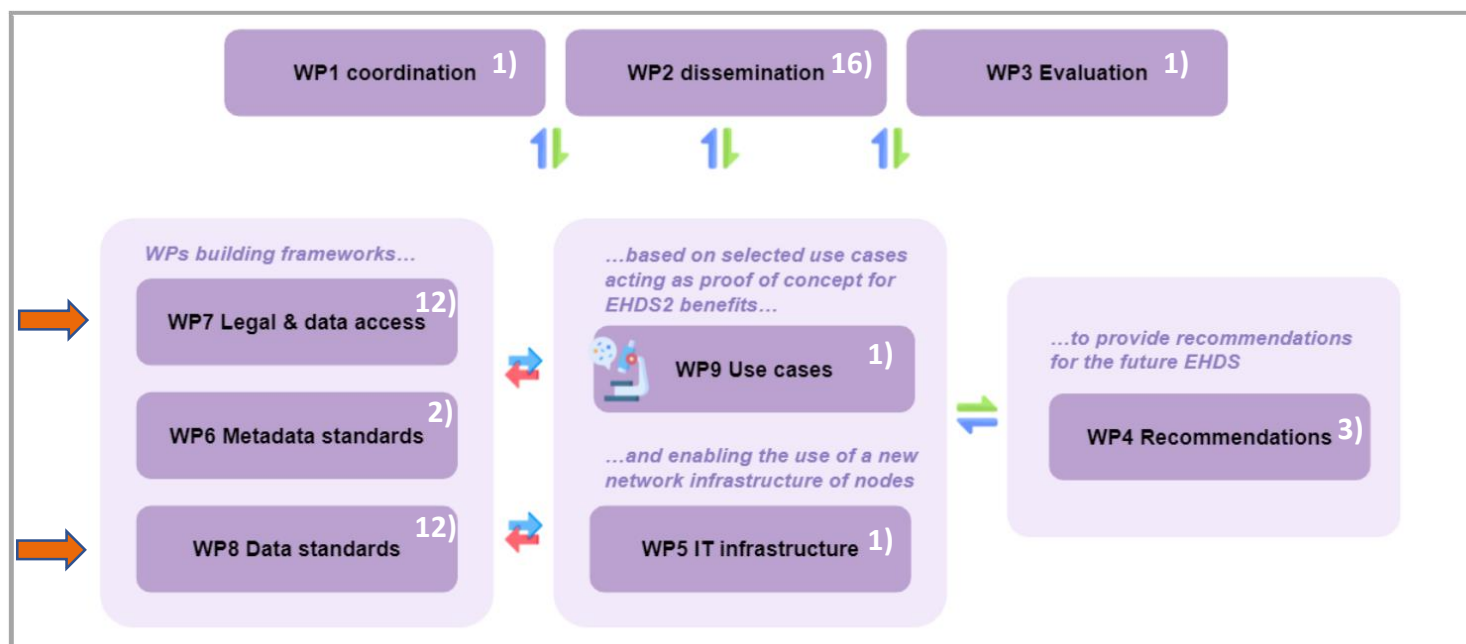 WP1 coordination 1)
WP2 dissemination 16)
WP3 Evaluation 1)
WPs building frameworks…
WP7 Legal & data access 12)
WP6 Metadata standards 2)
WP8 Data standards 12)
…based on selected use cases
acting as proof of concept for
EHDS2 benefits…
WP9 Use cases 1)
…and enabling the use of a new
network infrastructure of nodes
WP5 IT infrastructure 1)
…to provide recommendations
for the future EHDS
WP4 Recommendations 3)